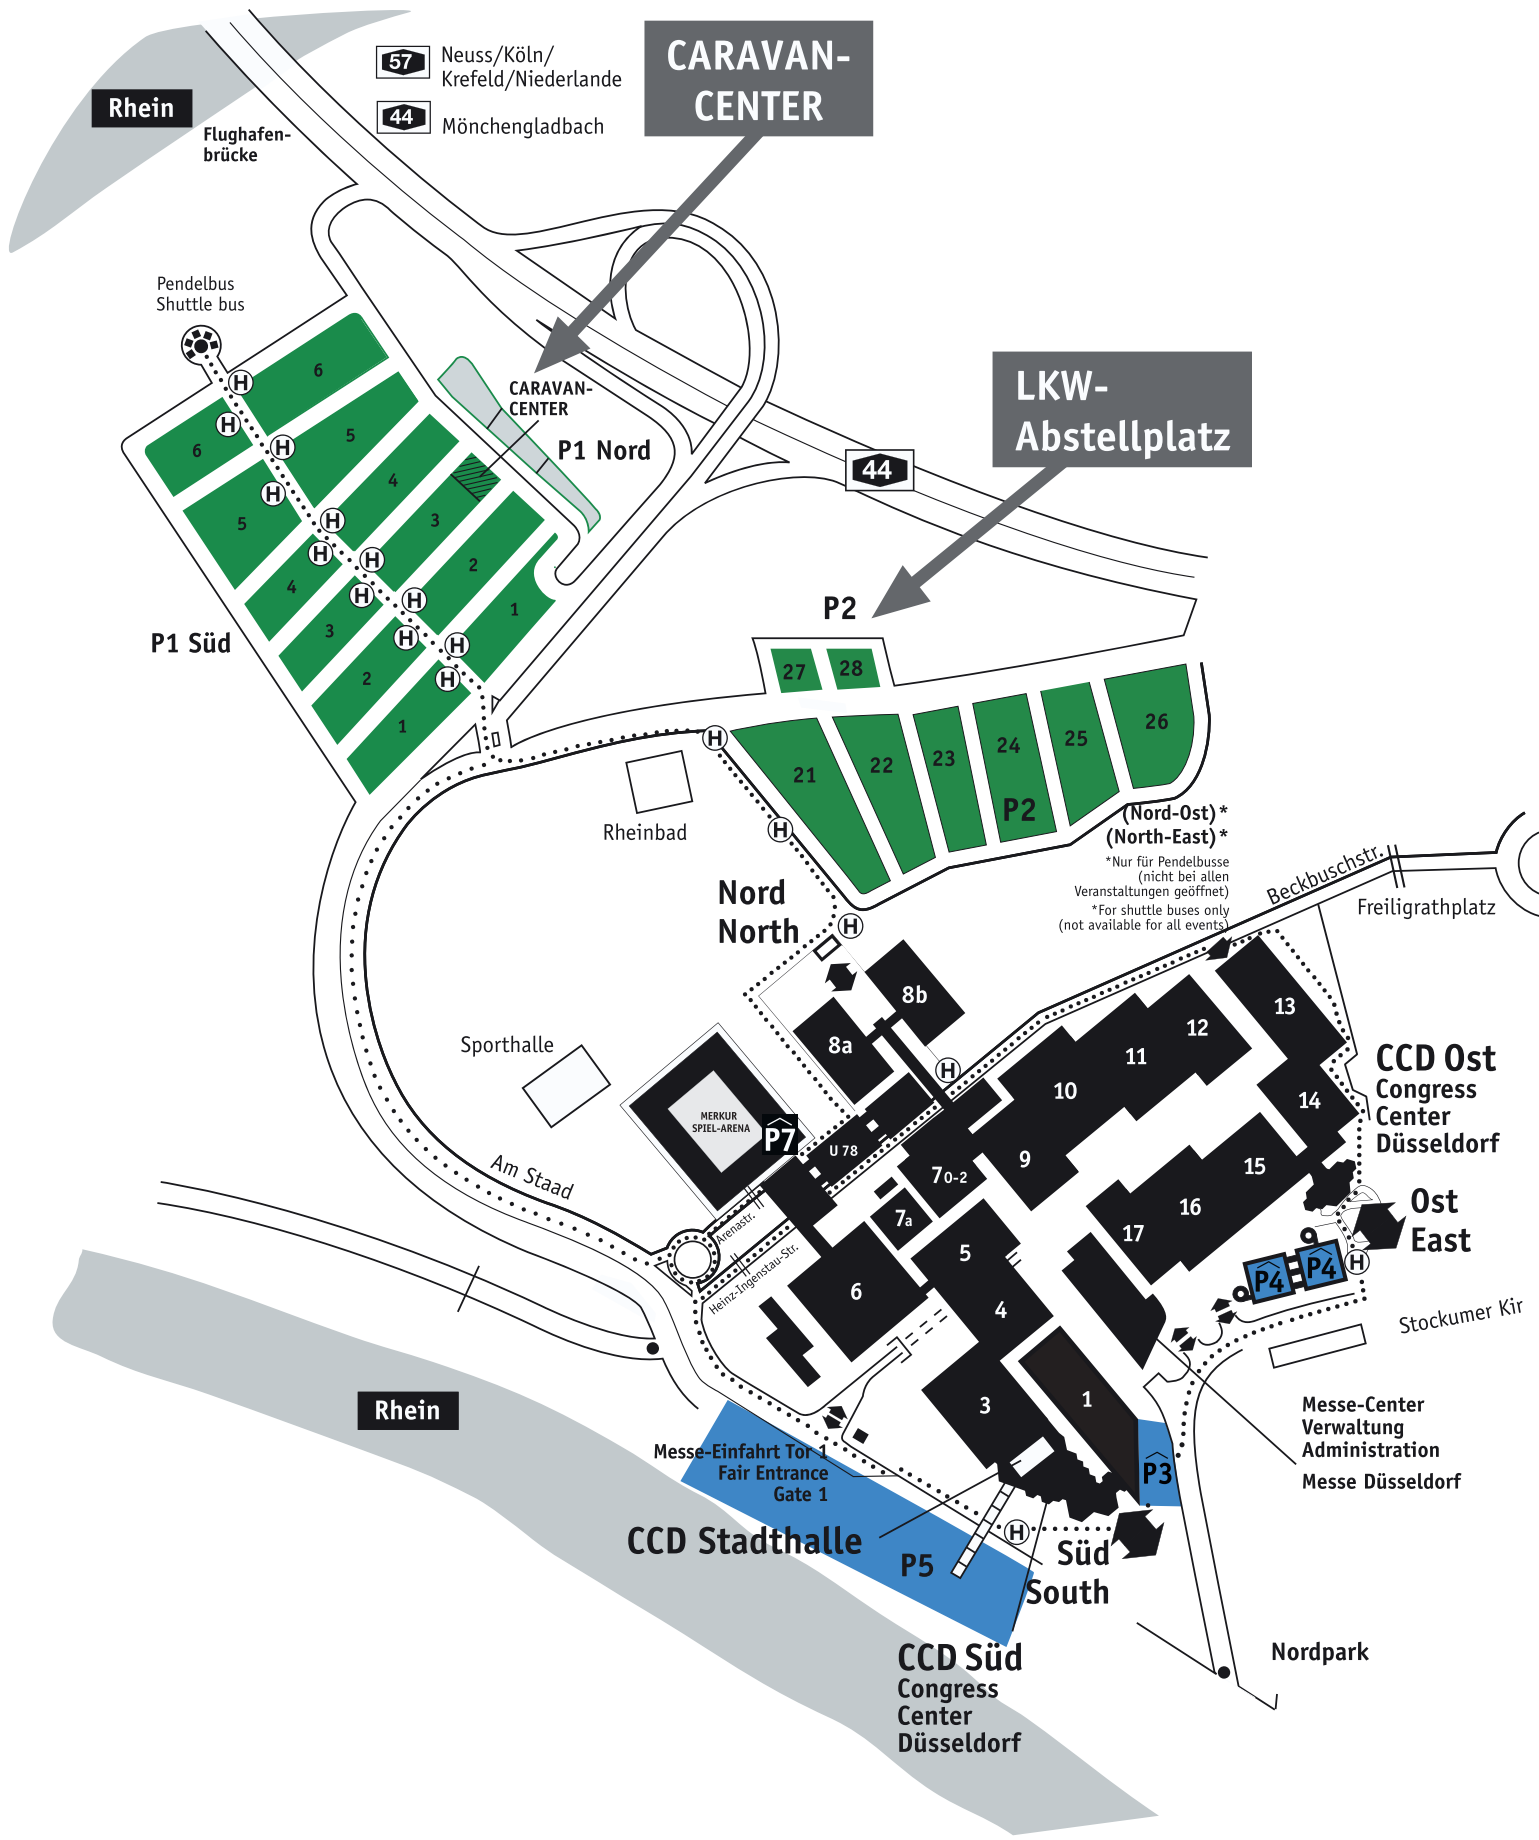 57
Neuss/Köln/
Krefeld/Niederlande
44
Mönchengladbach
CARAVAN-
CENTER
Rhein
Flughafen-
brücke
Pendelbus
Shuttle bus
LKW-
Abstellplatz
44
CARAVAN-
CENTER
P1 Nord
6
6
5
5
4
4
3
3
2
2
1
1
H
H
H
H
H
H
H
H
H
H
H
H
P1 Süd
P2
27
28
21
22
23
24
25
26
P2
H
H
H
Rheinbad
(Nord-Ost)*
(North-East)*
*Nur für Pendelbusse
(nicht bei allen
Veranstaltungen geöffnet)
*For shuttle buses only
(not available for all events)
Beckbuschstr.
Freiligrathplatz
Nord
North
8b
8a
H
13
12
11
10
9
14
15
16
17
CCD Ost
Congress
Center
Düsseldorf
Ost
East
H
P4
P4
Stockumer Kir
Sporthalle
MERKUR
SPIEL-ARENA
P7
U 78
7 0-2
7a
Am Staad
Arenastr.
Heinz-Ingenstau-Str.
6
5
4
3
1
P3
Messe-Center
Verwaltung
Administration
Messe Düsseldorf
Rhein
Messe-Einfahrt Tor 1
Fair Entrance
Gate 1
CCD Stadthalle
P5
H
Süd
South
CCD Süd
Congress
Center
Düsseldorf
Nordpark